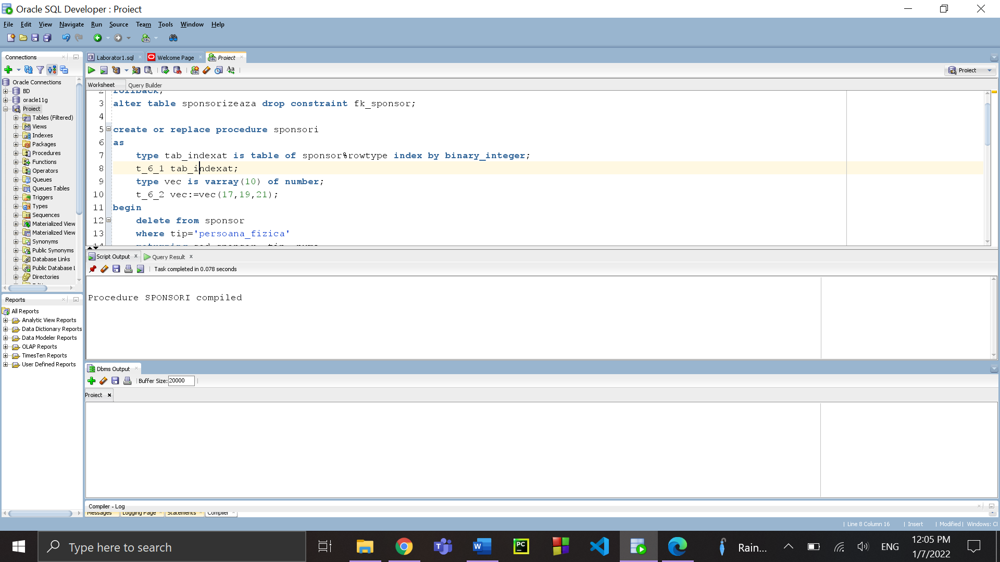 Oracle SQL Developer : Proiect
File Edit View Navigate Run Source Team Tools Window Help
Connections
Oracle Connections
BD
oracle11g
Proiect
Tables (Filtered)
Views
Indexes
Packages
Procedures
Functions
Operators
Queues
Queues Tables
Triggers
Types
Sequences
Materialized View
Materialized View
Synonyms
Public Synonyms
Database Links
Public Database L
Directories
Reports
All Reports
Analytic View Reports
Data Dictionary Reports
Data Modeler Reports
OLAP Reports
TimesTen Reports
User Defined Reports
Laborator1.sql Welcome Page Proiect
Proiect
Worksheet Query Builder
2 rollback;
3 alter table sponsorizeaza drop constraint fk_sponsor;
4
5 create or replace procedure sponsori
6 as
7 type tab_indexat is table of sponsor%rowtype index by binary_integer;
8 t_6_1 tab_indexat;
9 type vec is varray(10) of number;
10 t_6_2 vec:=vec(17,19,21);
11 begin
12 delete from sponsor
13 where tip='persoana_fizica'
Script Output x Query Result x
Task completed in 0.078 seconds
Procedure SPONSORI compiled
Dbms Output
Buffer Size: 20000
Proiect x
Compiler - Log
Messages Logging Page Statements Compiler
Line 8 Column 16 Insert Modified Windows: Cl
Type here to search
Rain...
ENG
12:05 PM
1/7/2022